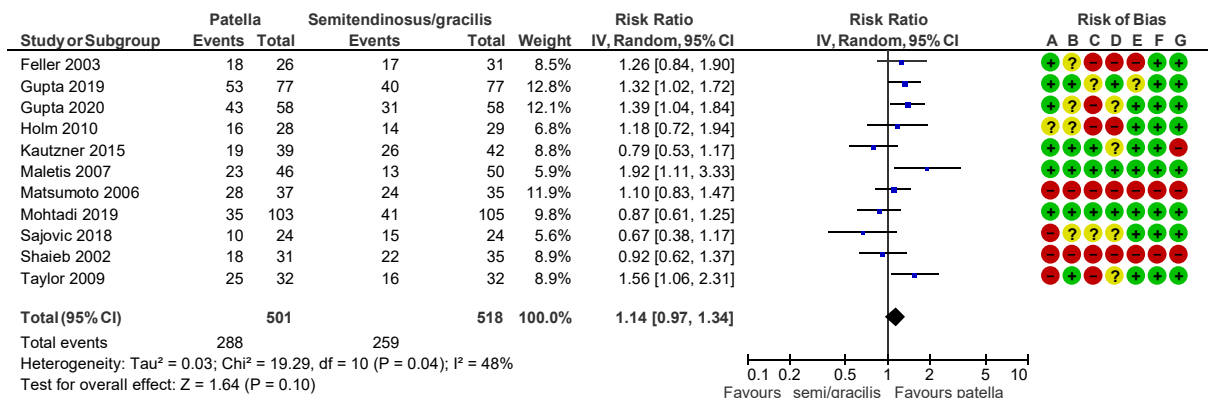 Patella Semitendinosus/gracilis Risk Ratio Risk Ratio Risk of Bias
Study or Subgroup Events Total Events Total Weight IV, Random, 95% CI IV, Random, 95% CI A B C D E F G
Feller 2003 18 26 17 31 8.5% 1.26 [0.84, 1.90] + ? − − − + +
Gupta 2019 53 77 40 77 12.8% 1.32 [1.02, 1.72] + + ? + ? + +
Gupta 2020 43 58 31 58 12.1% 1.39 [1.04, 1.84] + ? − ? + + +
Holm 2010 16 28 14 29 6.8% 1.18 [0.72, 1.94] ? ? − − + + +
Kautzner 2015 19 39 26 42 8.8% 0.79 [0.53, 1.17] + + + ? + + −
Maletis 2007 23 46 13 50 5.9% 1.92 [1.11, 3.33] + + + + + + +
Matsumoto 2006 28 37 24 35 11.9% 1.10 [0.83, 1.47] − − − − − − −
Mohtadi 2019 35 103 41 105 9.8% 0.87 [0.61, 1.25] + + + + + + +
Sajovic 2018 10 24 15 24 5.6% 0.67 [0.38, 1.17] − ? ? ? + + +
Shaieb 2002 18 31 22 35 8.8% 0.92 [0.62, 1.37] − − − − − − −
Taylor 2009 25 32 16 32 8.9% 1.56 [1.06, 2.31] − + − ? + + +
Total (95% CI) 501 518 100.0% 1.14 [0.97, 1.34]
Total events 288 259
Heterogeneity: Tau² = 0.03; Chi² = 19.29, df = 10 (P = 0.04); I² = 48%
Test for overall effect: Z = 1.64 (P = 0.10)
0.1 0.2 0.5 1 2 5 10
Favours semi/gracilis Favours patella